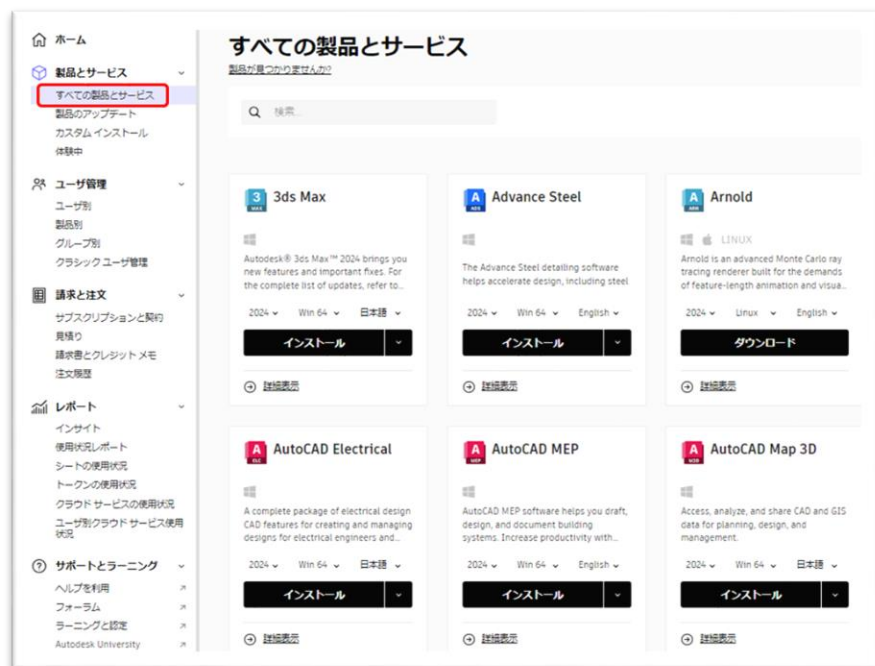 ホーム
製品とサービス
すべての製品とサービス
製品のアップデート
カスタム インストール
体験中
ユーザ管理
ユーザ別
製品別
グループ別
クラシック ユーザ管理
請求と注文
サブスクリプションと契約
見積り
請求書とクレジット メモ
注文履歴
レポート
インサイト
使用状況レポート
シートの使用状況
トークンの使用状況
クラウド サービスの使用状況
ユーザ別クラウド サービス使用
状況
サポートとラーニング
ヘルプを利用
フォーラム
ラーニングと認定
Autodesk University
すべての製品とサービス
製品が見つかりませんか?
検索...
3 MAX
3ds Max
Autodesk® 3ds Max™ 2024 brings you
new features and important fixes. For
the complete list of updates, refer to...
2024 Win 64 日本語
インストール
詳細表示
A ADS
Advance Steel
The Advance Steel detailing software
helps accelerate design, including steel
2024 Win 64 English
インストール
詳細表示
A
Arnold
LINUX
Arnold is an advanced Monte Carlo ray
tracing renderer built for the demands
of feature-length animation and visua...
2024 Linux English
ダウンロード
詳細表示
A ELC
AutoCAD Electrical
A complete package of electrical design
CAD features for creating and managing
designs for electrical engineers and...
2024 Win 64 日本語
インストール
詳細表示
A MEP
AutoCAD MEP
AutoCAD MEP software helps you draft,
design, and document building
systems. Increase productivity with...
2024 Win 64 English
インストール
詳細表示
A M3D
AutoCAD Map 3D
Access, analyze, and share CAD and GIS
data for planning, design, and
management.
2024 Win 64 日本語
インストール
詳細表示